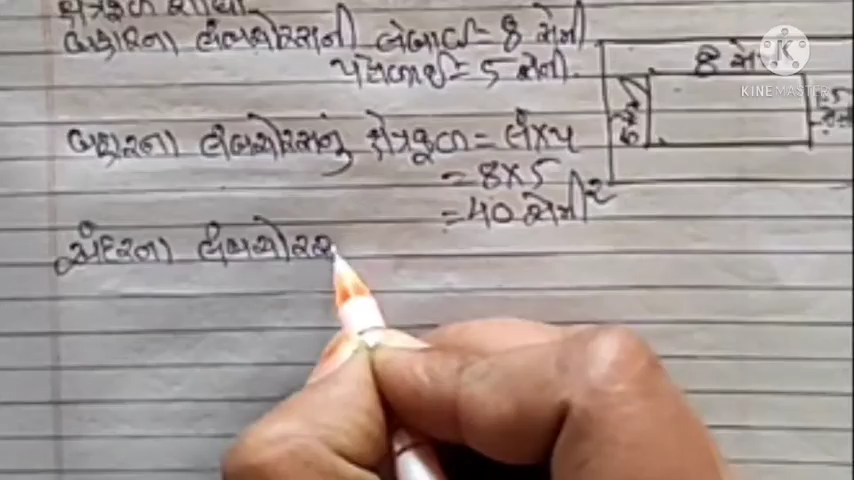 ક્ષેત્રફળ શોધો.
બહારના લંબચોરસની લંબાઈ = 8 સેમી
પહોળાઈ = 5 સેમી.
8 સે
KINEMASTER
બહારના લંબચોરસનું ક્ષેત્રફળ = લં×પ
= 8×5
= 40 સેમી²
અંદરના લંબચોરસ